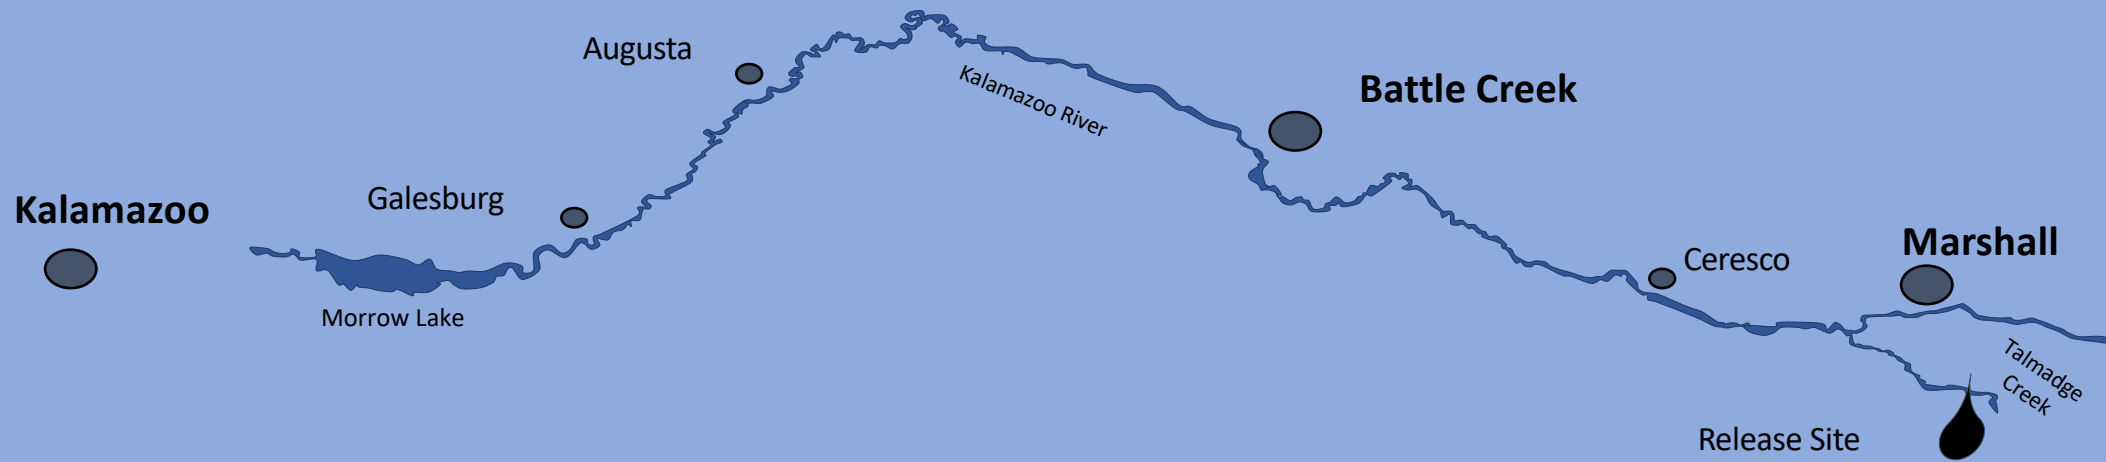 Augusta
Kalamazoo River
Battle Creek
Galesburg
Kalamazoo
Morrow Lake
Ceresco
Marshall
Talmadge
Creek
Release Site